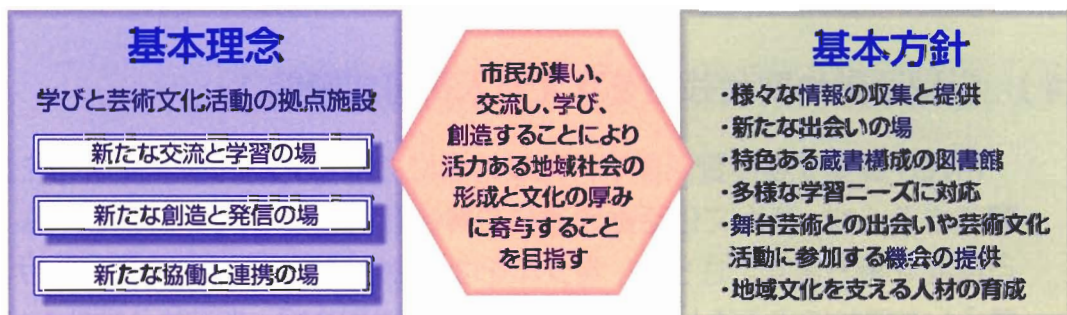 基本理念
学びと芸術文化活動の拠点施設
新たな交流と学習の場
新たな創造と発信の場
新たな協働と連携の場
市民が集い、
交流し、学び、
創造することにより
活力ある地域社会の
形成と文化の厚み
に寄与すること
を目指す
基本方針
・様々な情報の収集と提供
・新たな出会いの場
・特色ある蔵書構成の図書館
・多様な学習ニーズに対応
・舞台芸術との出会いや芸術文化
活動に参加する機会の提供
・地域文化を支える人材の育成